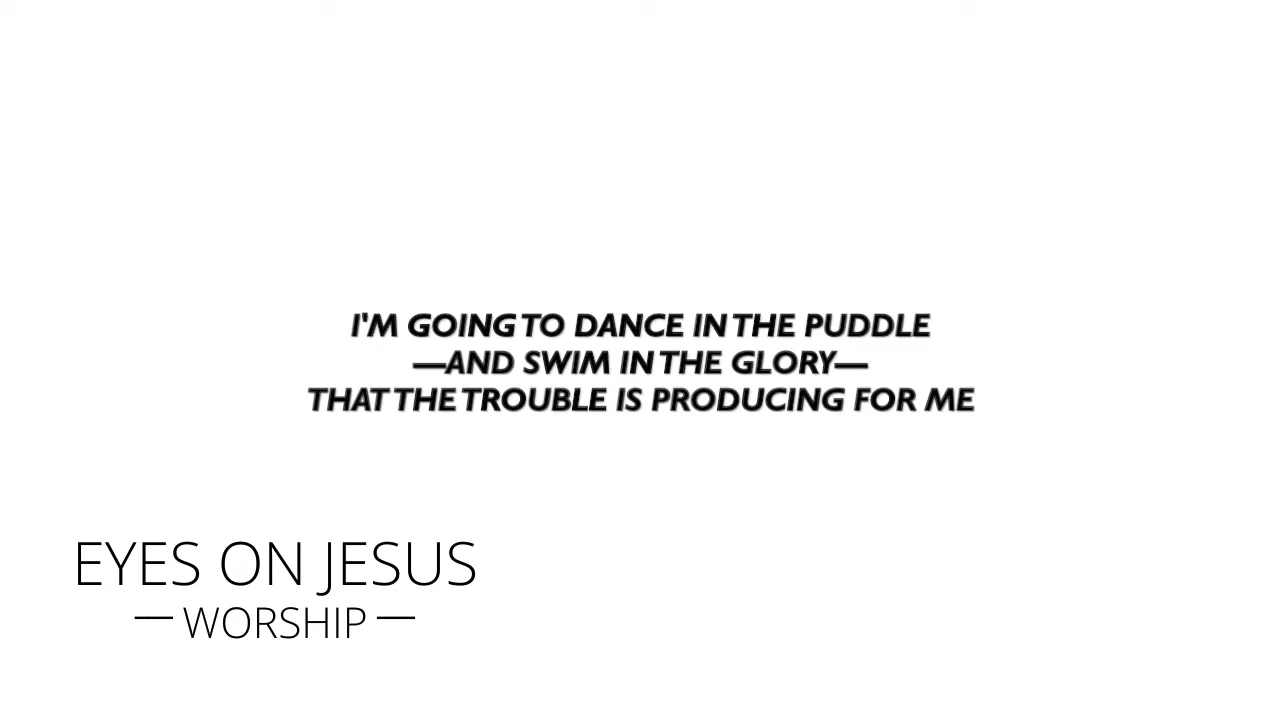 I'M GOING TO DANCE IN THE PUDDLE
—AND SWIM IN THE GLORY—
THAT THE TROUBLE IS PRODUCING FOR ME
EYES ON JESUS
— WORSHIP —